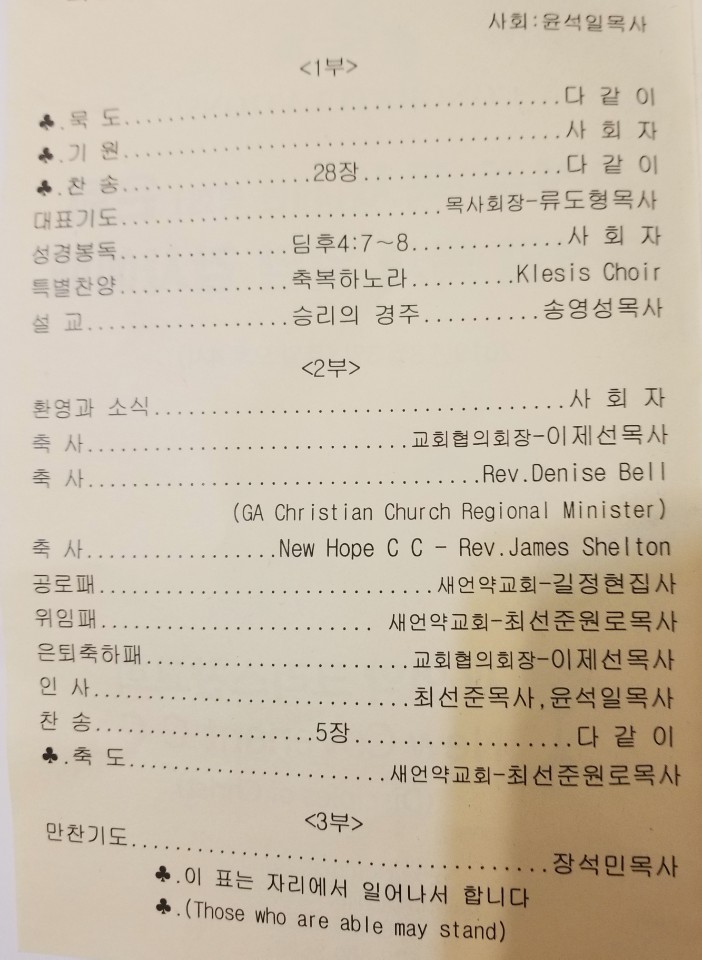 사회:윤석일목사
<1부>
♣.묵 도........................................다 같 이
♣.기 원........................................사 회 자
♣.찬 송..................28장..................다 같 이
대표기도..............................목사회장-류도형목사
성경봉독...............딤후4:7~8.............사 회 자
특별찬양...............축복하노라.........Klesis Choir
설 교..................승리의 경주..........송영성목사
<2부>
환영과 소식....................................사 회 자
축 사............................교회협의회장-이제선목사
축 사...................................Rev.Denise Bell
(GA Christian Church Regional Minister)
축 사.................New Hope C C - Rev.James Shelton
공로패..............................새언약교회-길정현집사
위임패......................... 새언약교회-최선준원로목사
은퇴축하패........................교회협의회장-이제선목사
인 사............................최선준목사,윤석일목사
찬 송....................5장....................다 같 이
♣.축 도.......................새언약교회-최선준원로목사
<3부>
만찬기도.....................................장석민목사
♣.이 표는 자리에서 일어나서 합니다
♣.(Those who are able may stand)